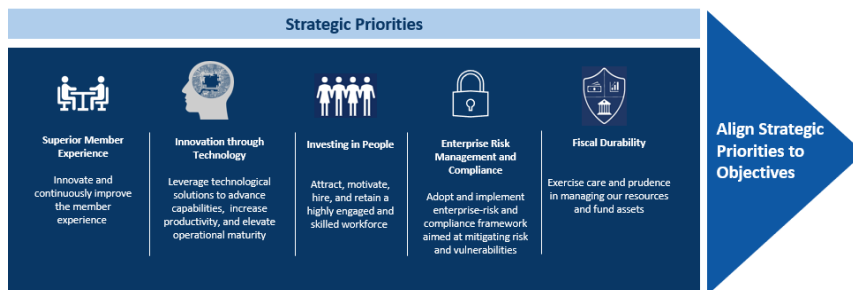 Strategic Priorities
Superior Member
Experience
Innovate and
continuously improve
the member
experience
Innovation through
Technology
Leverage technological
solutions to advance
capabilities, increase
productivity, and elevate
operational maturity
Investing in People
Attract, motivate,
hire, and retain a
highly engaged and
skilled workforce
Enterprise Risk
Management and
Compliance
Adopt and implement
enterprise-risk and
compliance framework
aimed at mitigating risk
and vulnerabilities
Fiscal Durability
Exercise care and prudence
in managing our resources
and fund assets
Align Strategic
Priorities to
Objectives